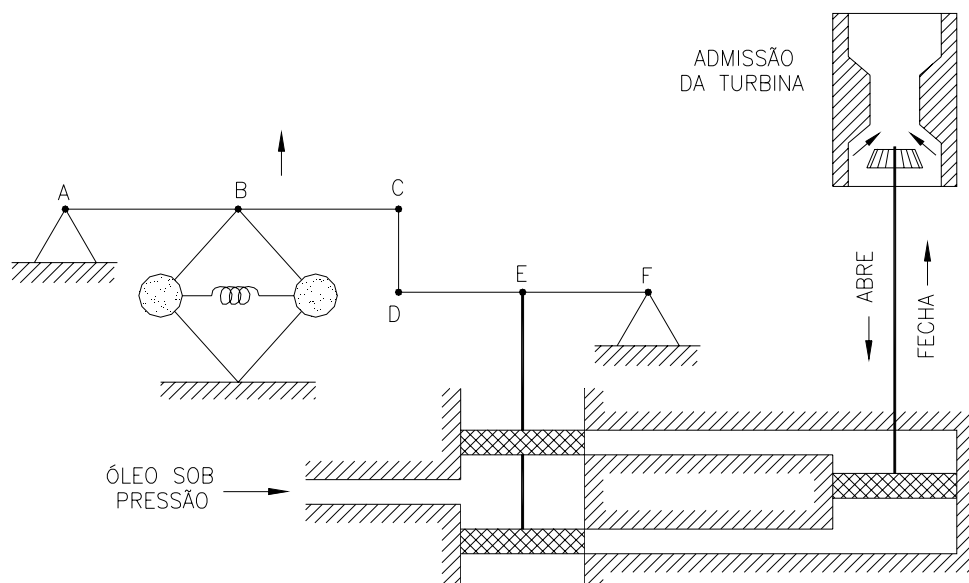 ADMISSÃO
DA TURBINA
A
B
C
D
E
F
ABRE
FECHA
ÓLEO SOB
PRESSÃO